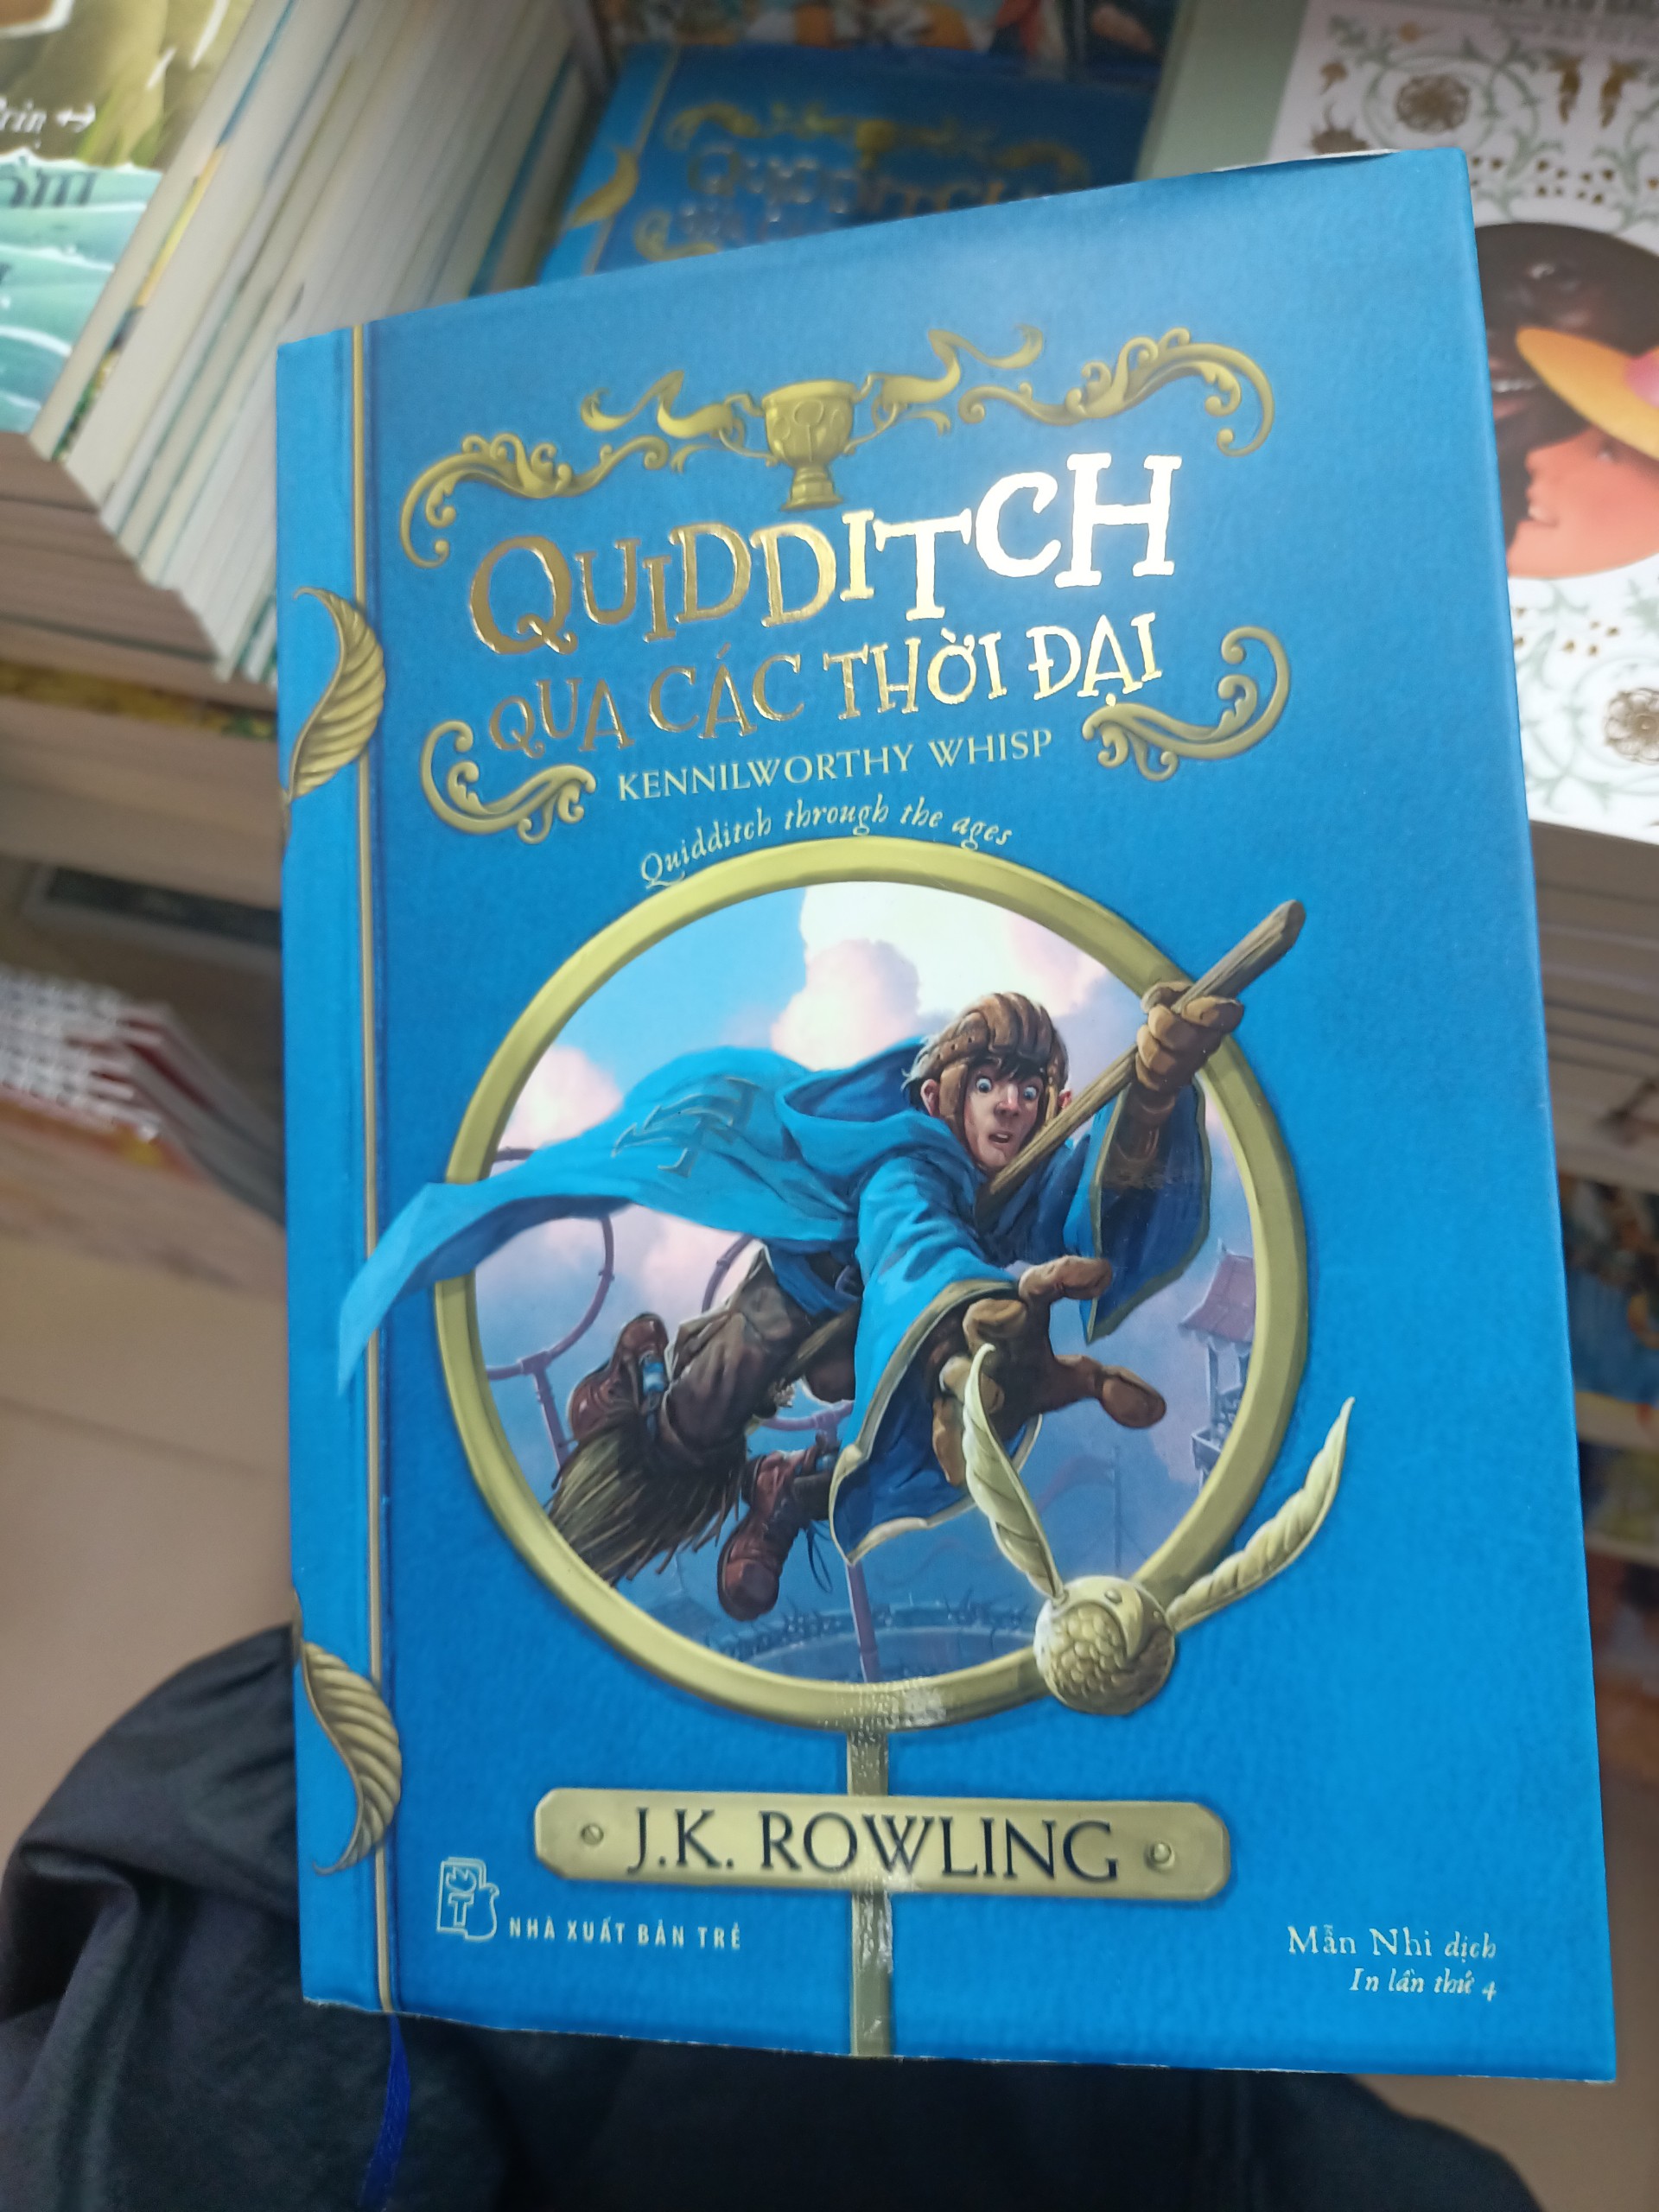 QUIDDITCH
QUIDDITCH
QUA CÁC THỜI ĐẠI
KENNILWORTHY WHISP
Quidditch through the ages
J.K. ROWLING
NHÀ XUẤT BẢN TRẺ
Mẫn Nhi dịch
In lần thứ 4